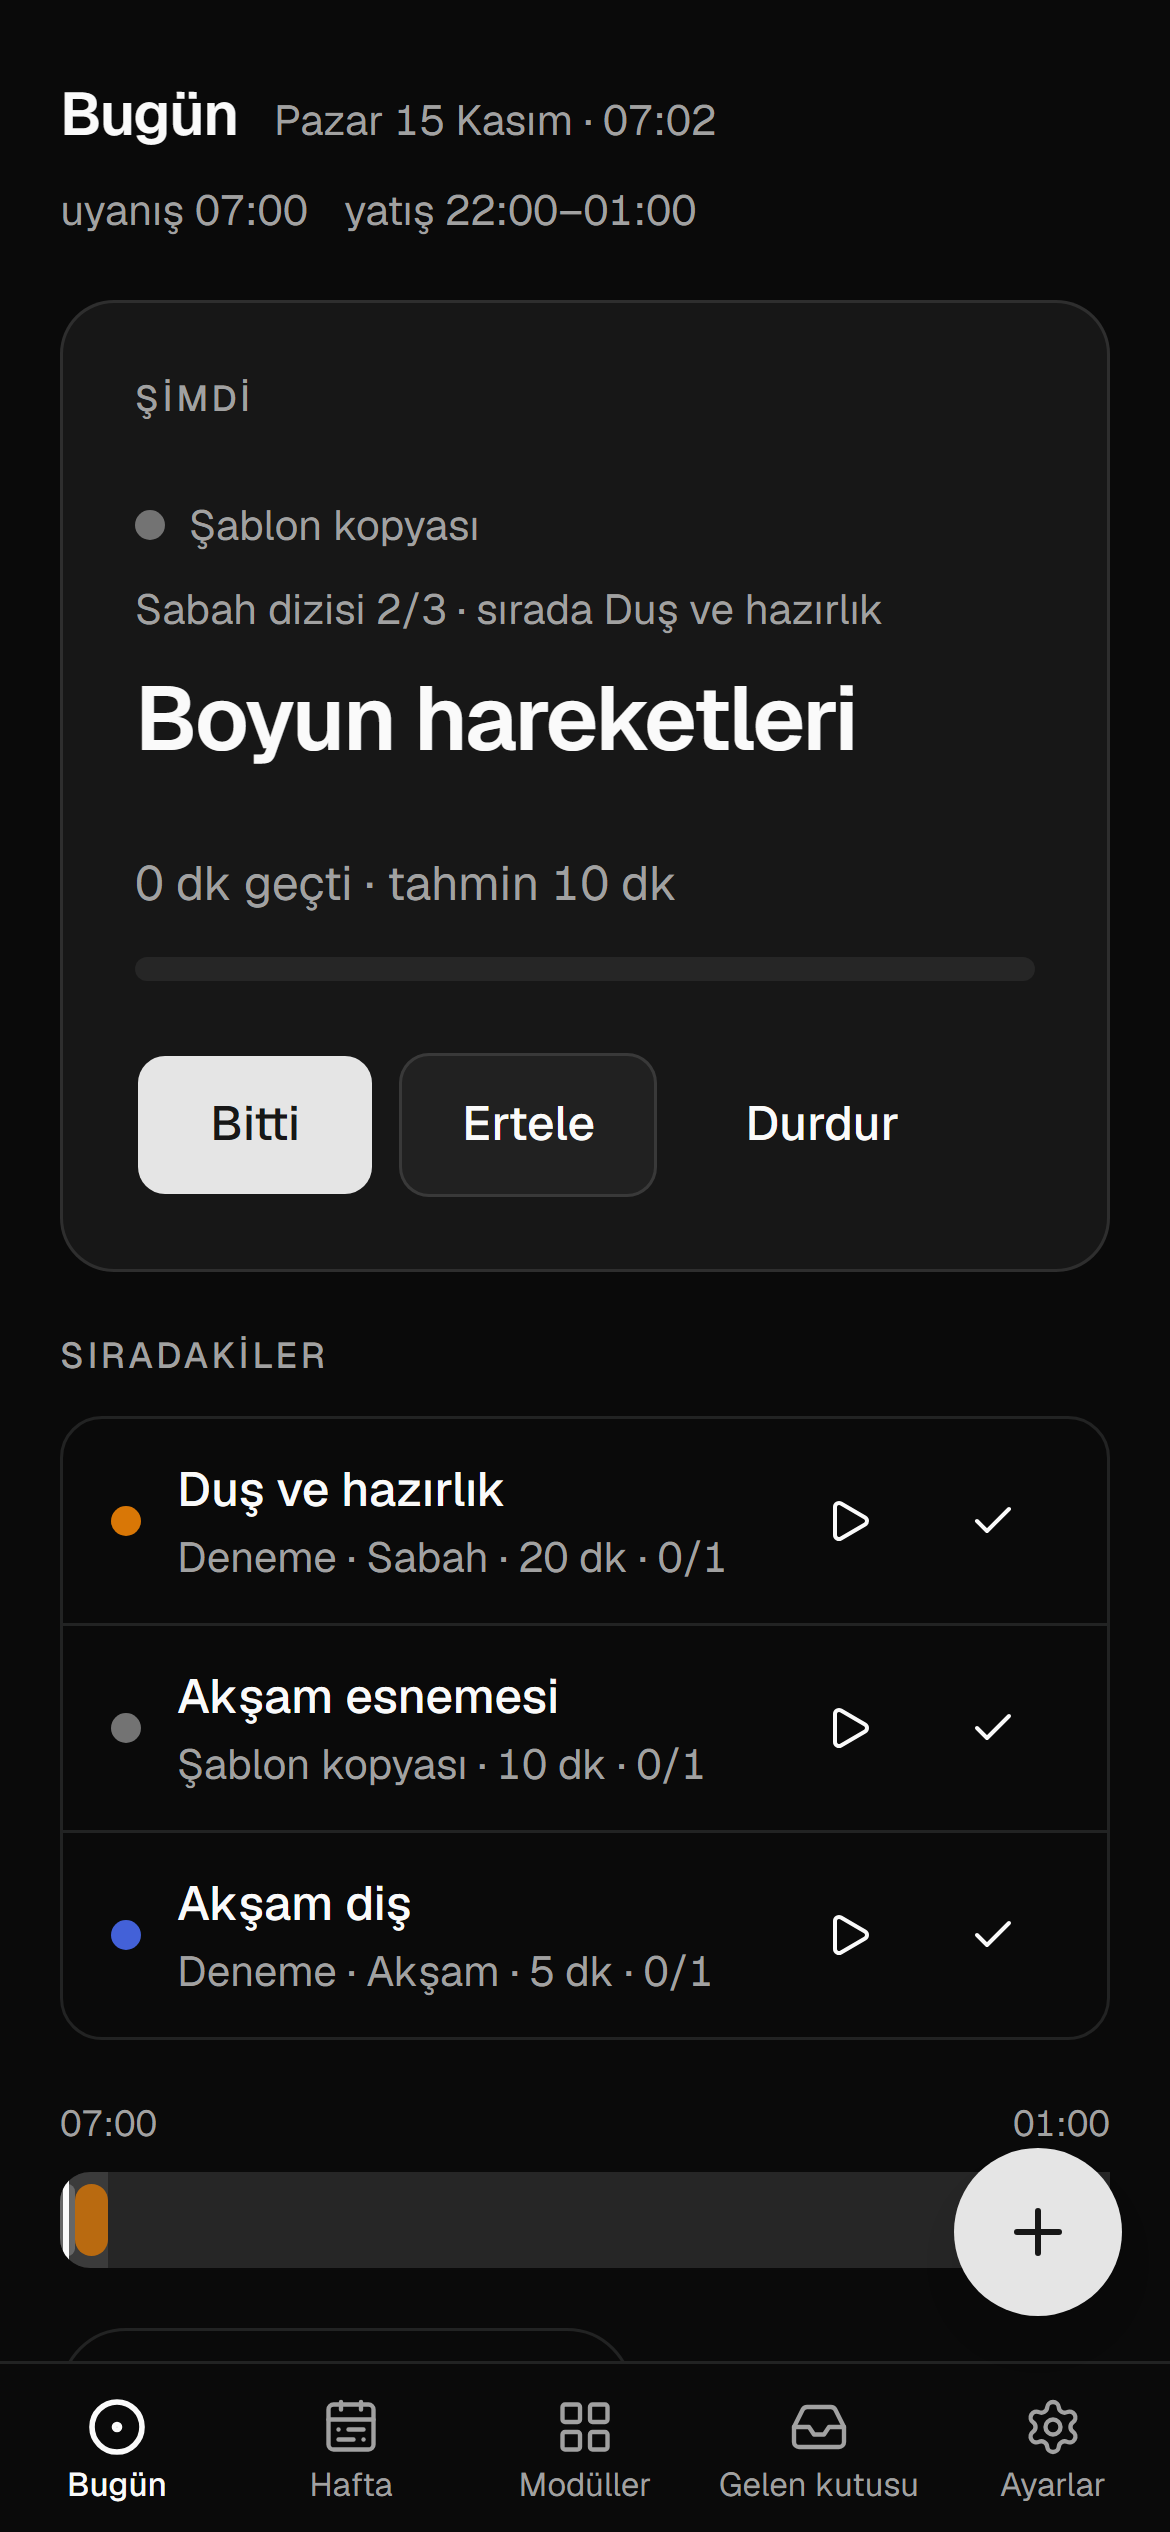 Bugün Pazar 15 Kasım · 07:02
uyanış 07:00 yatış 22:00–01:00
ŞİMDİ
Şablon kopyası
Sabah dizisi 2/3 · sırada Duş ve hazırlık
Boyun hareketleri
0 dk geçti · tahmin 10 dk
Bitti Ertele Durdur
SIRADAKİLER
Duş ve hazırlık
Deneme · Sabah · 20 dk · 0/1
Akşam esnemesi
Şablon kopyası · 10 dk · 0/1
Akşam diş
Deneme · Akşam · 5 dk · 0/1
07:00 01:00
Bugün Hafta Modüller Gelen kutusu Ayarlar